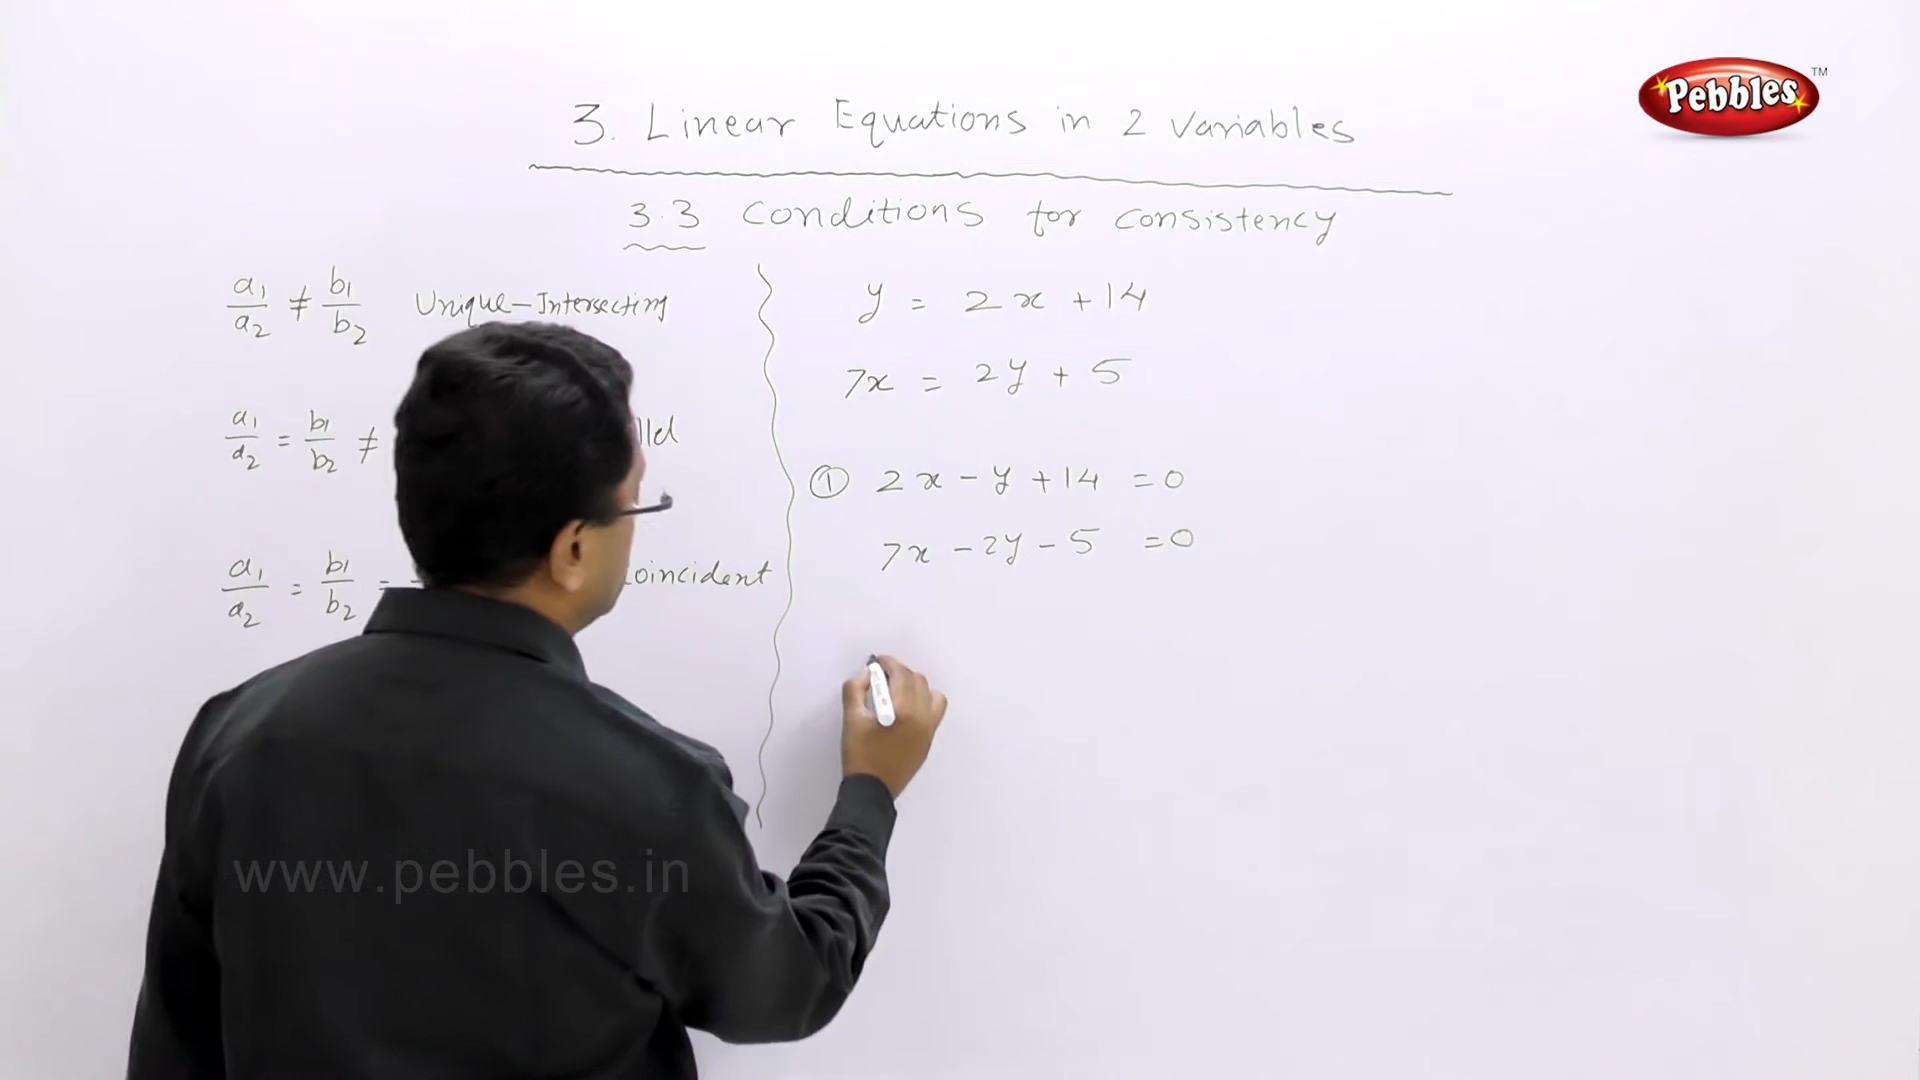 Pebbles TM
3. Linear Equations in 2 Variables
3.3 Conditions for consistency
a₁/a₂ ≠ b₁/b₂ Unique-Intersecting
a₁/a₂ = b₁/b₂ ≠
a₁/a₂ = b₁/b₂ =
y = 2x + 14
7x = 2y + 5
① 2x - y + 14 = 0
7x - 2y - 5 = 0
www.pebbles.in